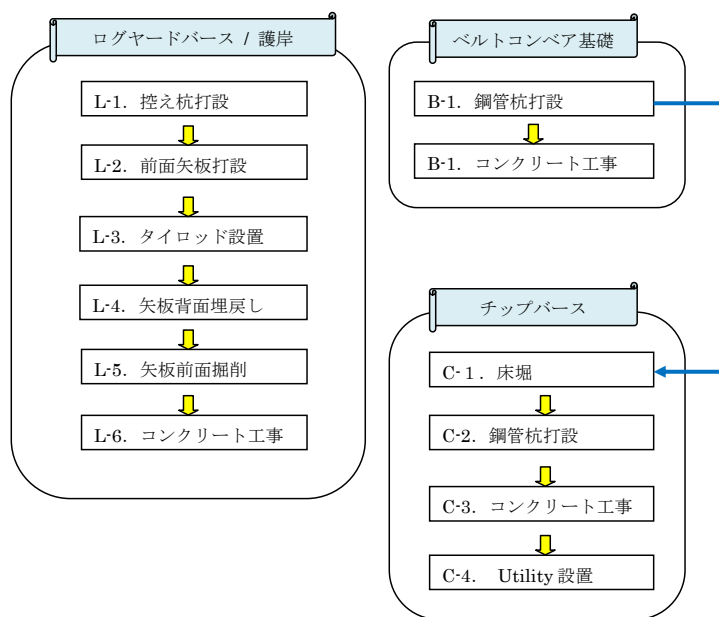 ログヤードバース / 護岸
L-1. 控え杭打設
L-2. 前面矢板打設
L-3. タイロッド設置
L-4. 矢板背面埋戻し
L-5. 矢板前面掘削
L-6. コンクリート工事
ベルトコンベア基礎
B-1. 鋼管杭打設
B-1. コンクリート工事
チップバース
C-１. 床堀
C-2. 鋼管杭打設
C-3. コンクリート工事
C-4. Utility 設置